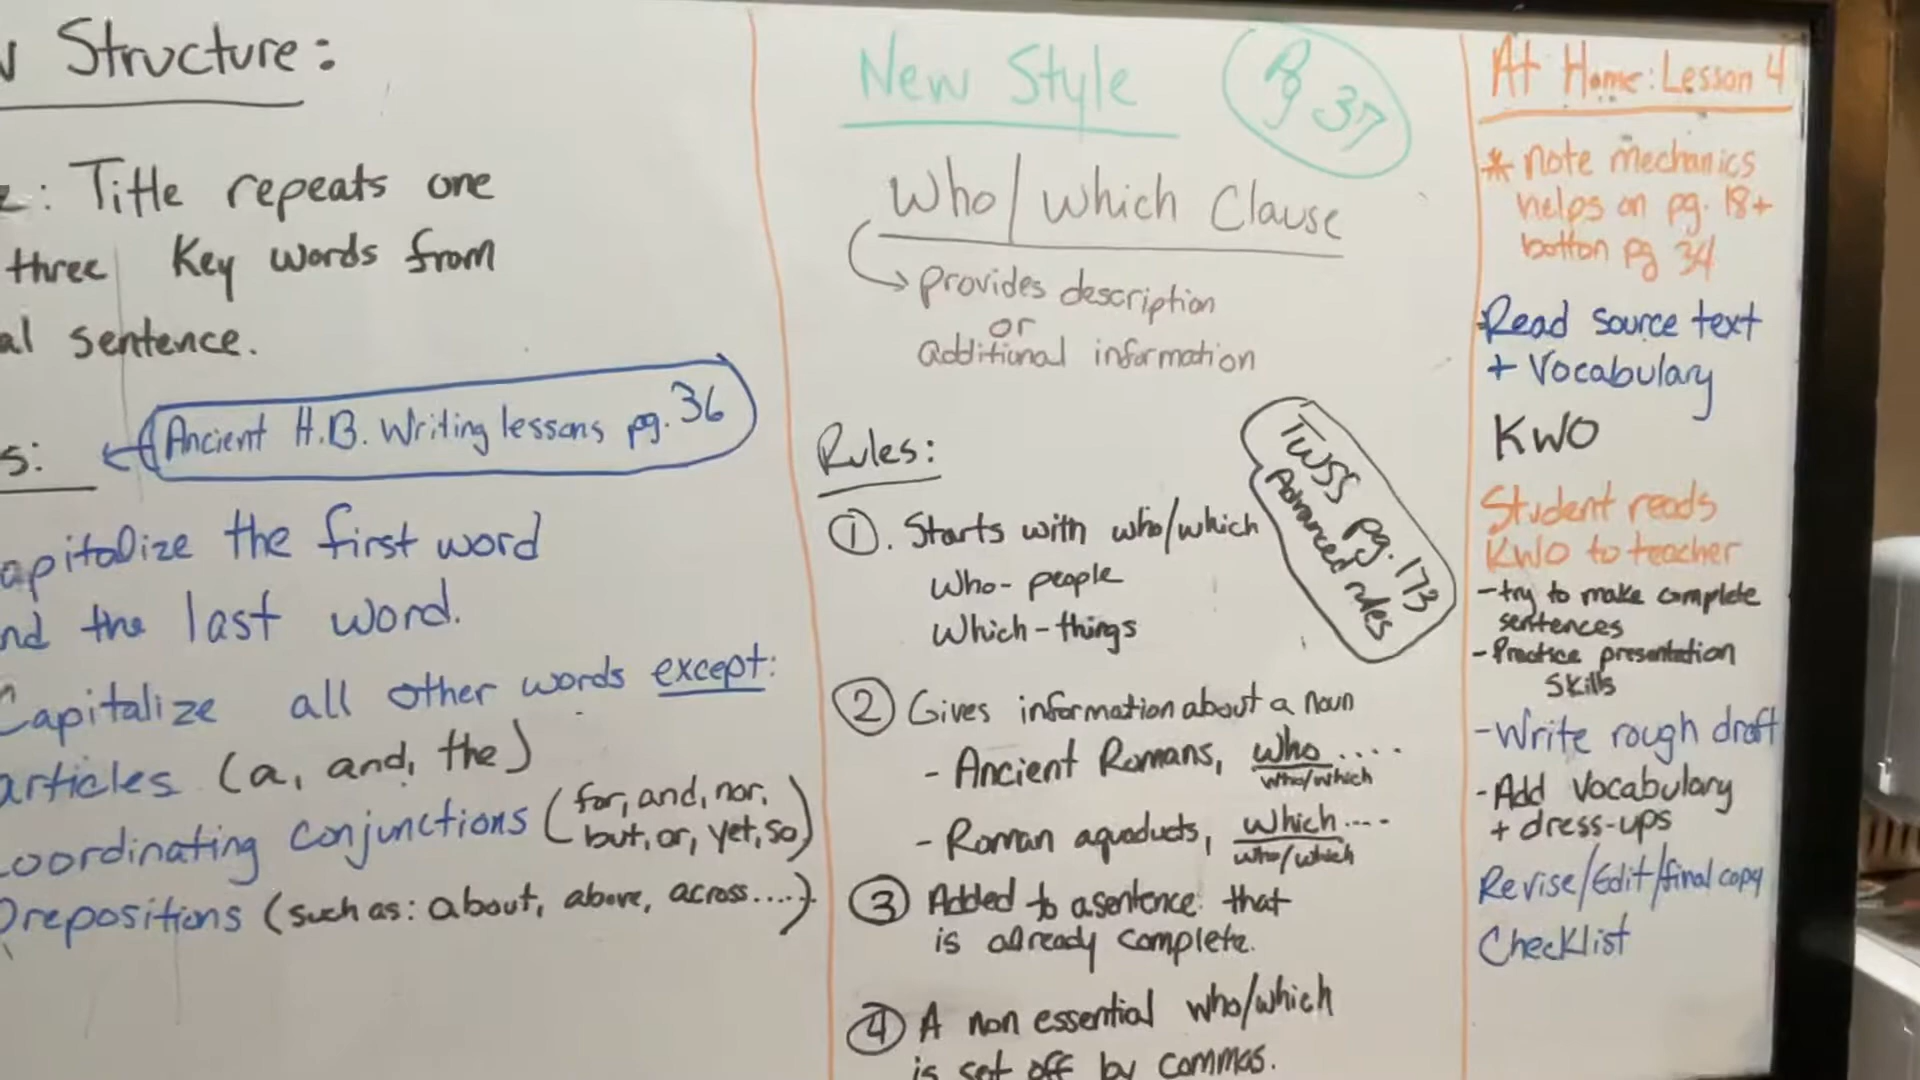 Structure:
: Title repeats one
three Key words from
al sentence.
Ancient H.B. Writing lessons pg. 36
s:
apitalize the first word
nd the last word.
Capitalize all other words except:
articles (a, and, the)
Coordinating conjunctions (for, and, nor,
but, or, yet, so)
Prepositions (such as: about, above, across....)
New Style
Pg 37
Who/which Clause
provides description
or
additional information
Rules:
TWSS pg. 173
Advanced rules
1. Starts with who/which
Who- people
Which- things
2 Gives information about a noun
- Ancient Romans, who....
who/which
- Roman aquaducts, which....
who/which
3 Added to a sentence that
is already complete.
4 A non essential who/which
is set off by commas.
At Home: Lesson 4
* note mechanics
helps on pg. 18+
botton pg 34
Read source text
+ Vocabulary
KWO
Student reads
KWO to teacher
- try to make complete
sentences
- Practice presentation
Skills
- Write rough draft
- Add Vocabulary
+ dress-ups
Revise/Edit/final copy
Checklist